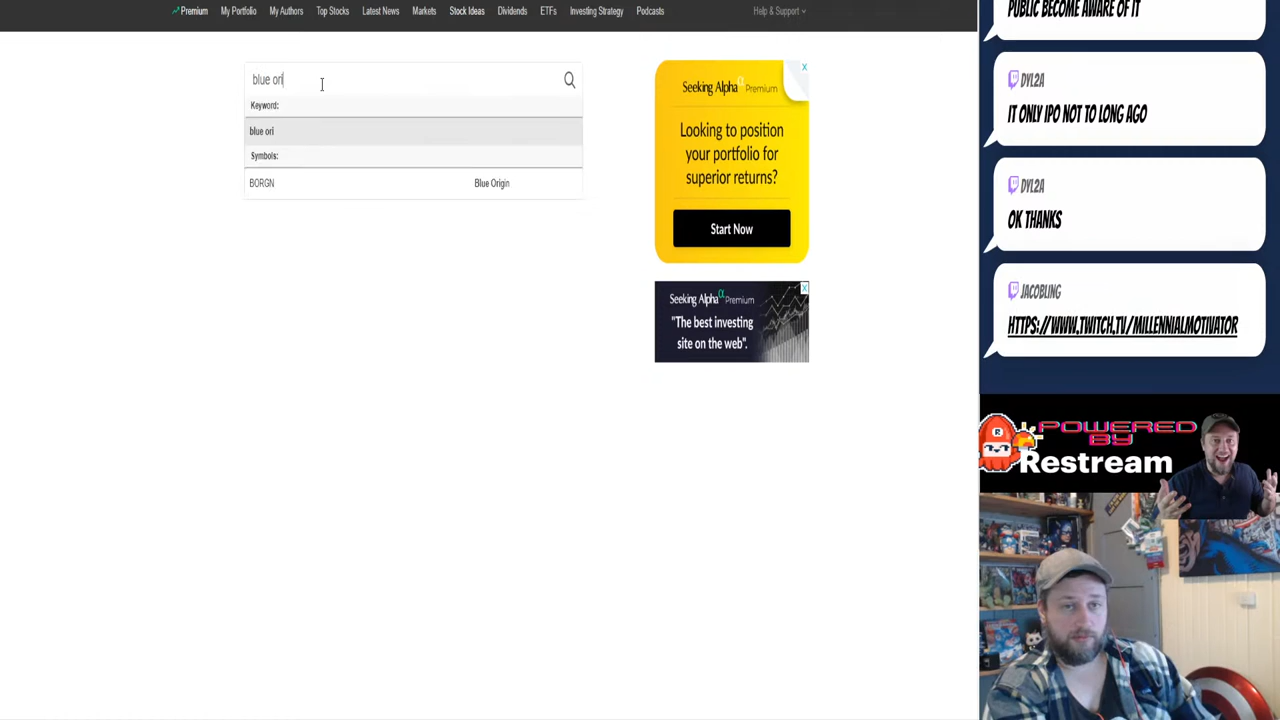 Premium My Portfolio My Authors Top Stocks Latest News Markets Stock Ideas Dividends ETFs Investing Strategy Podcasts Help & Support
blue ori
Keyword:
blue ori
Symbols:
BORGN Blue Origin
Seeking Alpha α Premium
Looking to position
your portfolio for
superior returns?
Start Now
Seeking Alpha α Premium
"The best investing
site on the web".
PUBLIC BECOME AWARE OF IT
DYL2A
IT ONLY IPO NOT TO LONG AGO
DYL2A
OK THANKS
JACOBLING
HTTPS://WWW.TWITCH.TV/MILLENNIALMOTIVATOR
POWERED
BY
Restream